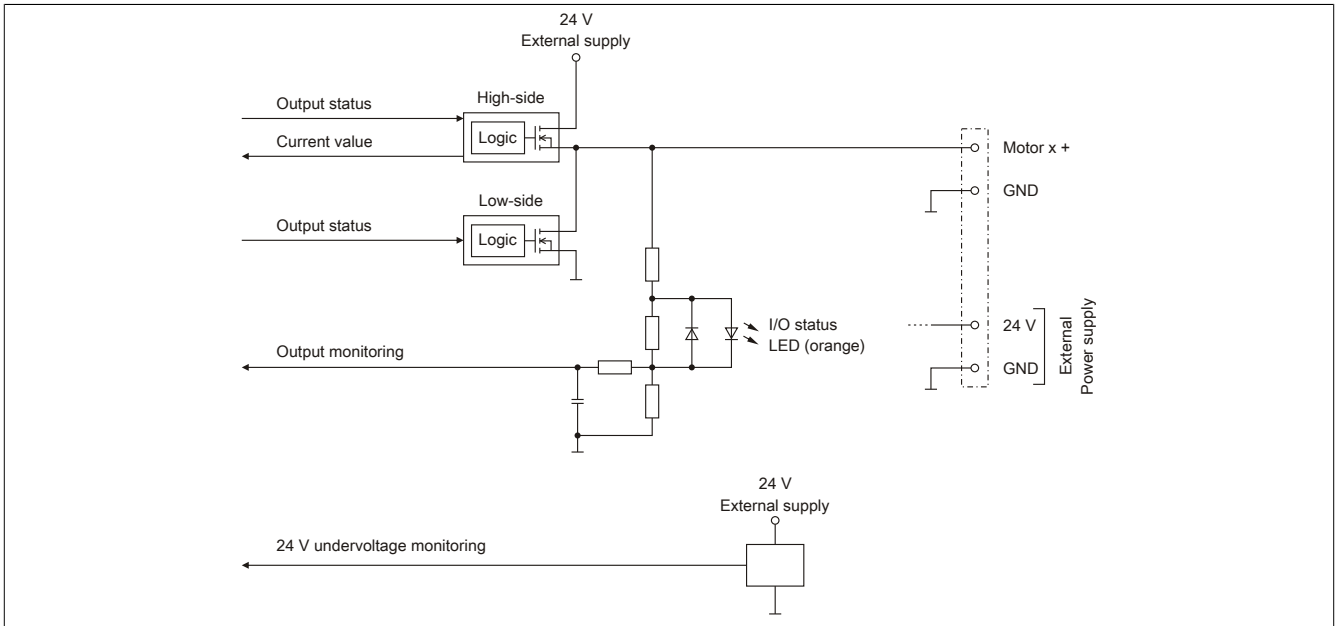 24 V
External supply
High-side
Output status
Logic
Current value
Motor x +
GND
Low-side
Output status
Logic
I/O status
LED (orange)
24 V
GND
External
Power supply
Output monitoring
24 V
External supply
24 V undervoltage monitoring